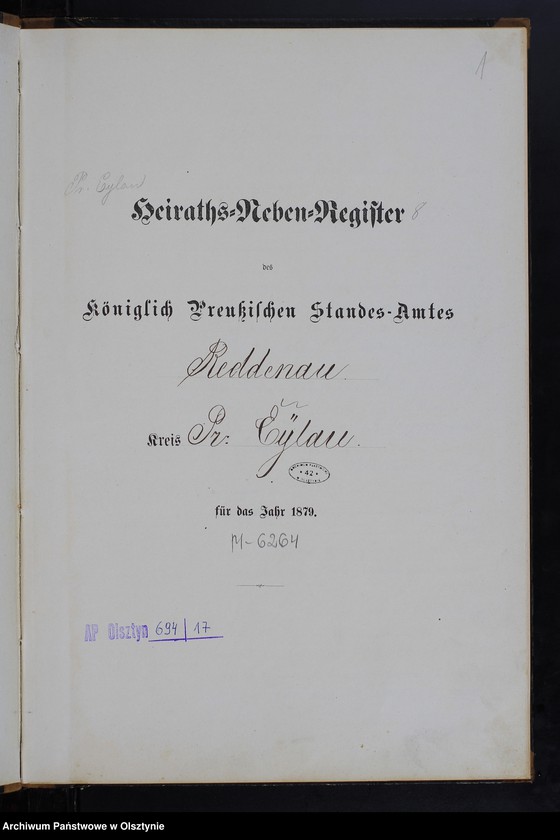 1
Pr. Eylau
Heiraths-Neben-Register 8
des
Königlich Preußischen Standes-Amtes
Reddenau.
Kreis Pr. Eÿlau.
42
für das Jahr 1879.
M-6264
AP Olsztyn 694/17
Archiwum Państwowe w Olsztynie